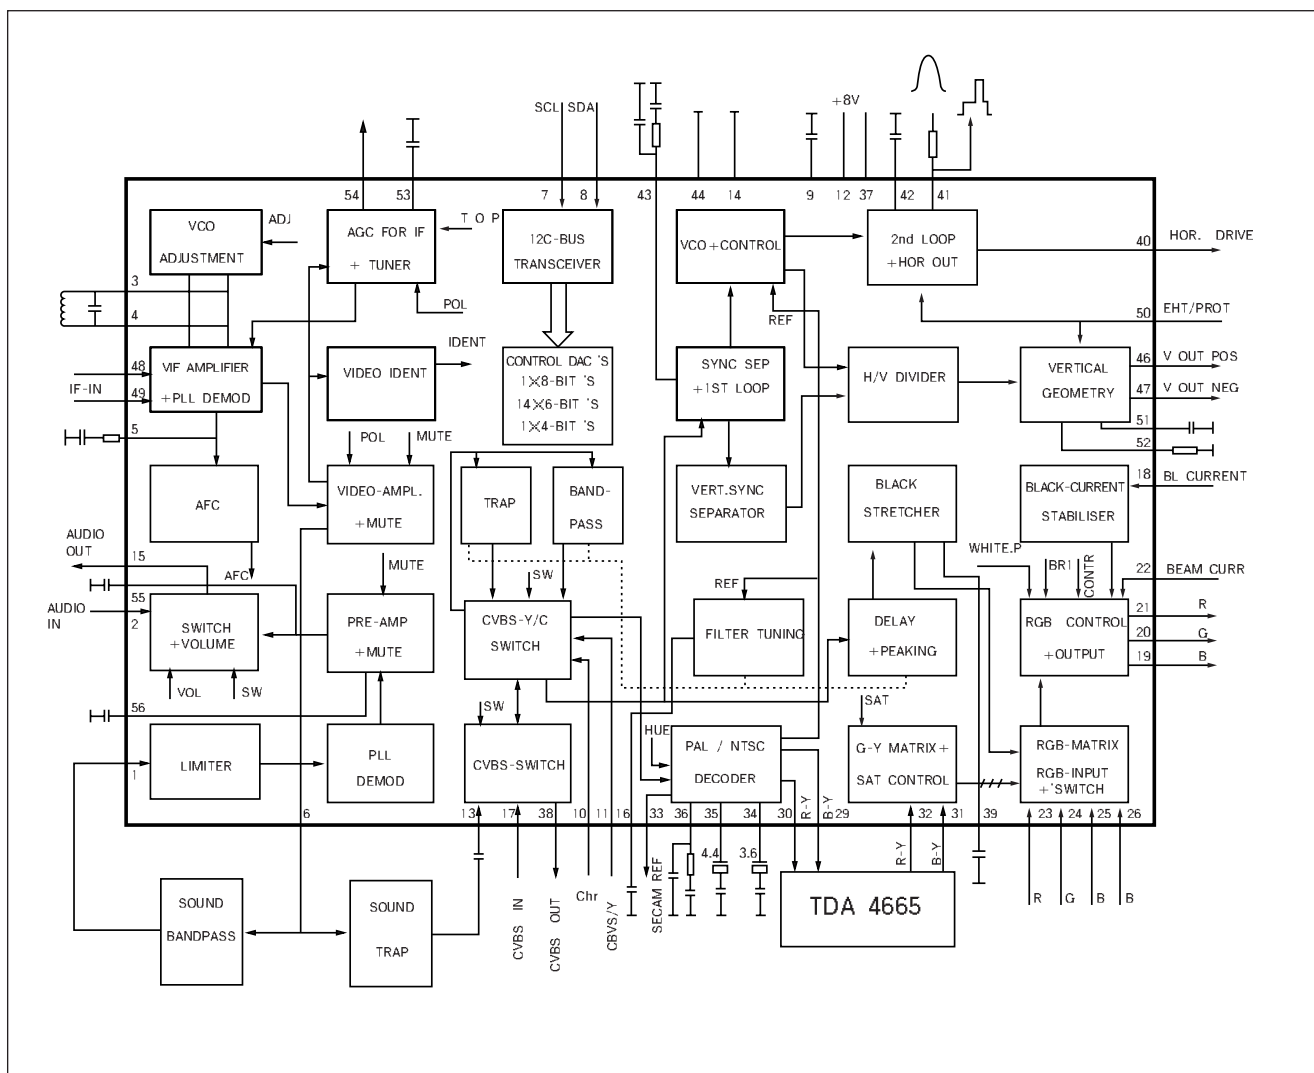 +8V
SCL SDA
54 53 7 8 43 44 14 9 12 37 42 41
VCO
ADJUSTMENT
ADJ
AGC FOR IF
+ TUNER
T O P
POL
12C-BUS
TRANSCEIVER
VCO+CONTROL
REF
2nd LOOP
+HOR OUT
40 HOR. DRIVE
3
4
50 EHT/PROT
48
IF-IN
49
VIF AMPLIFIER
+PLL DEMOD
VIDEO IDENT
IDENT
CONTROL DAC 'S
1X8-BIT 'S
14X6-BIT 'S
1X4-BIT 'S
SYNC SEP
+1ST LOOP
H/V DIVIDER
VERTICAL
GEOMETRY
46 V OUT POS
47 V OUT NEG
51
52
5
POL MUTE
AFC
VIDEO-AMPL.
+MUTE
TRAP
BAND-
PASS
VERT.SYNC
SEPARATOR
BLACK
STRETCHER
BLACK-CURRENT
STABILISER
18 BL CURRENT
AUDIO
OUT
15
AFC
MUTE
SW
REF
WHITE.P
BRI
CONTR
22 BEAM CURR
55
AUDIO
IN
2
SWITCH
+VOLUME
PRE-AMP
+MUTE
CVBS-Y/C
SWITCH
FILTER TUNING
DELAY
+PEAKING
RGB CONTROL
+OUTPUT
21 R
20 G
19 B
VOL SW
56
SW
HUE
SAT
1
LIMITER
PLL
DEMOD
CVBS-SWITCH
PAL / NTSC
DECODER
G-Y MATRIX+
SAT CONTROL
RGB-MATRIX
RGB-INPUT
+'SWITCH
6 13 17 38 10 11 16 33 36 35 34 30 29 32 31 39 23 24 25 26
R-Y
B-Y
R-Y
B-Y
4.4 3.6
SOUND
BANDPASS
SOUND
TRAP
CVBS IN
CVBS OUT
Chr
CBVS/Y
SECAM REF
TDA 4665
R G B B